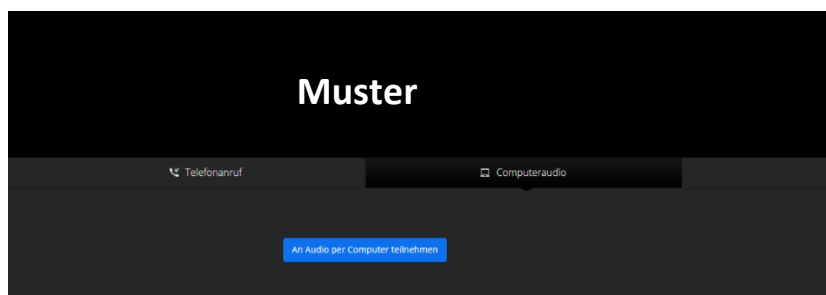 Muster
Telefonanruf
Computeraudio
An Audio per Computer teilnehmen